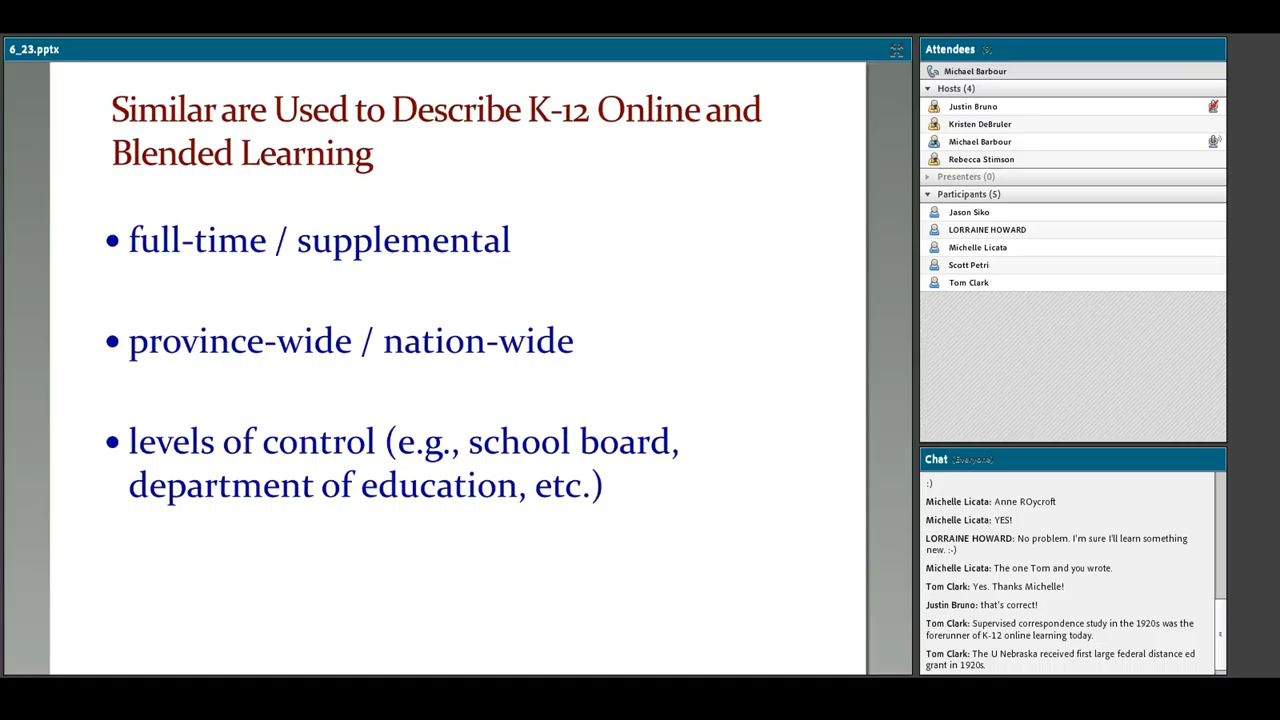 6_23.pptx
Similar are Used to Describe K-12 Online and
Blended Learning
• full-time / supplemental
• province-wide / nation-wide
• levels of control (e.g., school board,
department of education, etc.)
Attendees (9)
Michael Barbour
Hosts (4)
Justin Bruno
Kristen DeBruler
Michael Barbour
Rebecca Stimson
Presenters (0)
Participants (5)
Jason Siko
LORRAINE HOWARD
Michelle Licata
Scott Petri
Tom Clark
Chat (Everyone)
:)
Michelle Licata: Anne ROycroft
Michelle Licata: YES!
LORRAINE HOWARD: No problem. I'm sure I'll learn something
new. :-)
Michelle Licata: The one Tom and you wrote.
Tom Clark: Yes. Thanks Michelle!
Justin Bruno: that's correct!
Tom Clark: Supervised correspondence study in the 1920s was the
forerunner of K-12 online learning today.
Tom Clark: The U Nebraska received first large federal distance ed
grant in 1920s.